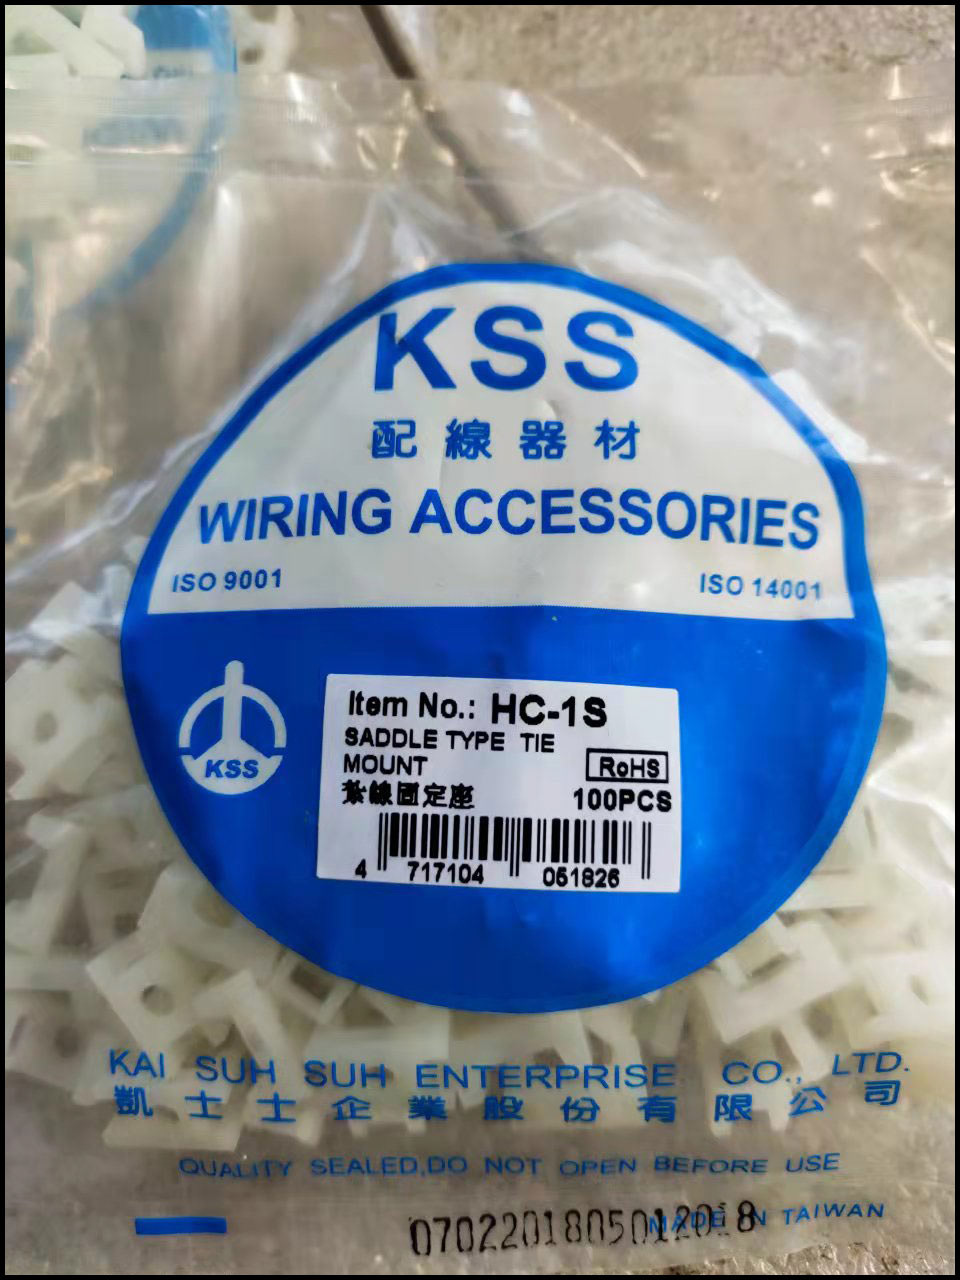 KSS
配線器材
WIRING ACCESSORIES
ISO 9001
ISO 14001
KSS
Item No.: HC-1S
SADDLE TYPE TIE
MOUNT
RoHS
紮線固定座
100PCS
4 717104 051826
KAI SUH SUH ENTERPRISE CO., LTD.
凱士士企業股份有限公司
QUALITY SEALED,DO NOT OPEN BEFORE USE
MADE IN TAIWAN
0702201805012018